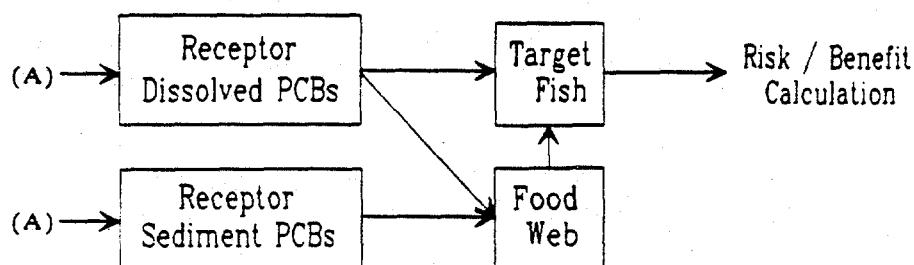 (A)
Receptor
Dissolved PCBs
Target
Fish
Risk / Benefit
Calculation
(A)
Receptor
Sediment PCBs
Food
Web